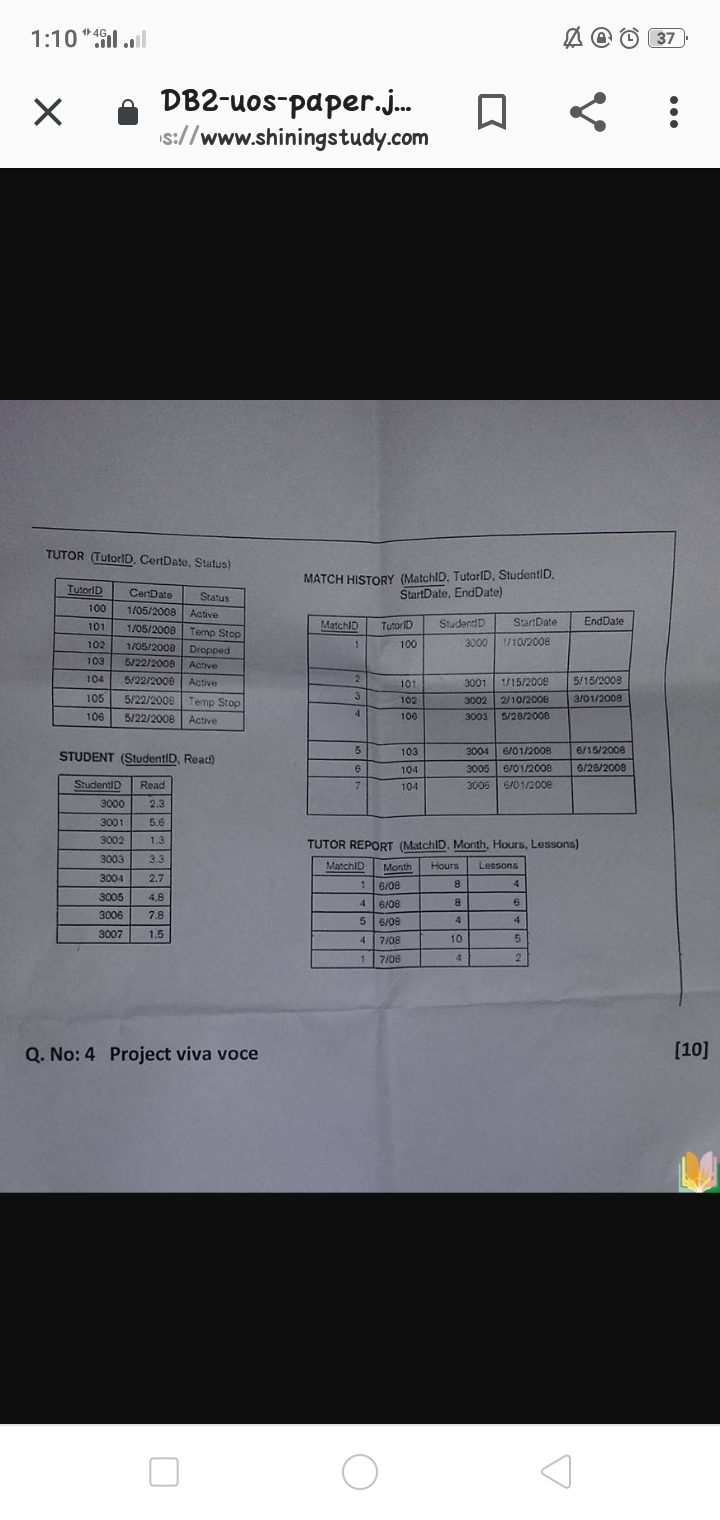 1:10 4G 37
DB2-uos-paper.j...
s://www.shiningstudy.com
TUTOR (TutorID, CertDate, Status)
TutorID CertDate Status
100 1/05/2008 Active
101 1/05/2008 Temp Stop
102 1/05/2008 Dropped
103 5/22/2008 Active
104 5/22/2008 Active
105 5/22/2008 Temp Stop
106 5/22/2008 Active
STUDENT (StudentID, Read)
StudentID Read
3000 2.3
3001 5.6
3002 1.3
3003 3.3
3004 2.7
3005 4.8
3006 7.8
3007 1.5
MATCH HISTORY (MatchID, TutorID, StudentID,
StartDate, EndDate)
MatchID TutorID StudentID StartDate EndDate
1 100 3000 1/10/2008
2 101 3001 1/15/2008 5/15/2008
3 102 3002 2/10/2008 3/01/2008
4 106 3003 5/28/2008
5 103 3004 6/01/2008 6/15/2008
6 104 3005 6/01/2008 6/28/2008
7 104 3006 6/01/2008
TUTOR REPORT (MatchID, Month, Hours, Lessons)
MatchID Month Hours Lessons
1 6/08 8 4
4 6/08 8 6
5 6/08 4 4
4 7/08 10 5
1 7/08 4 2
Q. No: 4 Project viva voce [10]